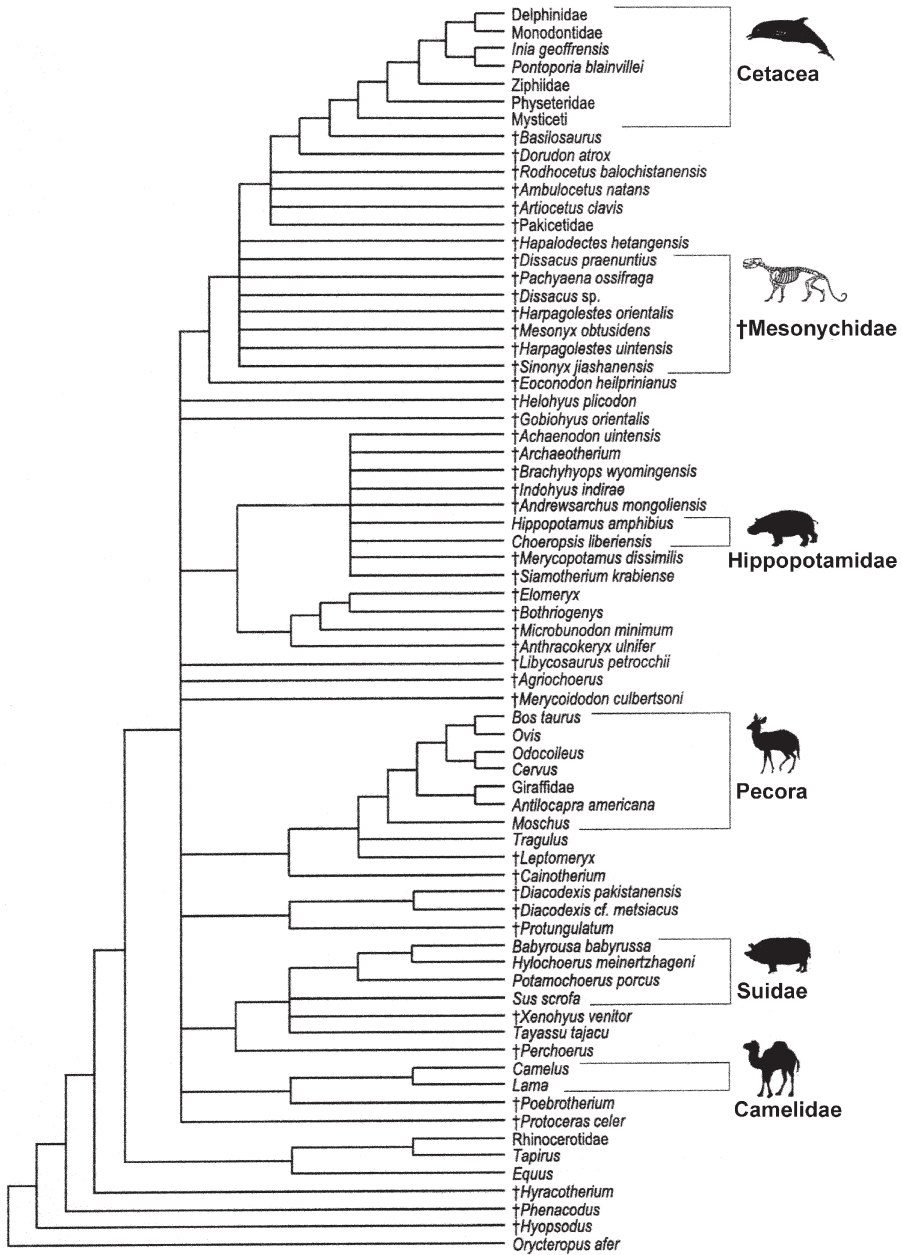 Delphinidae
Monodontidae
Inia geoffrensis
Pontoporia blainvillei
Ziphiidae
Physeteridae
Mysticeti
Cetacea
†Basilosaurus
†Dorudon atrox
†Rodhocetus balochistanensis
†Ambulocetus natans
†Artiocetus clavis
†Pakicetidae
†Hapalodectes hetangensis
†Dissacus praenuntius
†Pachyaena ossifraga
†Dissacus sp.
†Harpagolestes orientalis
†Mesonyx obtusidens
†Harpagolestes uintensis
†Sinonyx jiashanensis
†Mesonychidae
†Eoconodon heilprinianus
†Helohyus plicodon
†Gobiohyus orientalis
†Achaenodon uintensis
†Archaeotherium
†Brachyhyops wyomingensis
†Indohyus indirae
†Andrewsarchus mongoliensis
Hippopotamus amphibius
Choeropsis liberiensis
Hippopotamidae
†Merycopotamus dissimilis
†Siamotherium krabiense
†Elomeryx
†Bothriogenys
†Microbunodon minimum
†Anthracokeryx ulnifer
†Libycosaurus petrocchii
†Agriochoerus
†Merycoidodon culbertsoni
Bos taurus
Ovis
Odocoileus
Cervus
Giraffidae
Antilocapra americana
Moschus
Pecora
Tragulus
†Leptomeryx
†Cainotherium
†Diacodexis pakistanensis
†Diacodexis cf. metsiacus
†Protungulatum
Babyrousa babyrussa
Hylochoerus meinertzhageni
Potamochoerus porcus
Sus scrofa
Suidae
†Xenohyus venitor
Tayassu tajacu
†Perchoerus
Camelus
Lama
Camelidae
†Poebrotherium
†Protoceras celer
Rhinocerotidae
Tapirus
Equus
†Hyracotherium
†Phenacodus
†Hyopsodus
Orycteropus afer